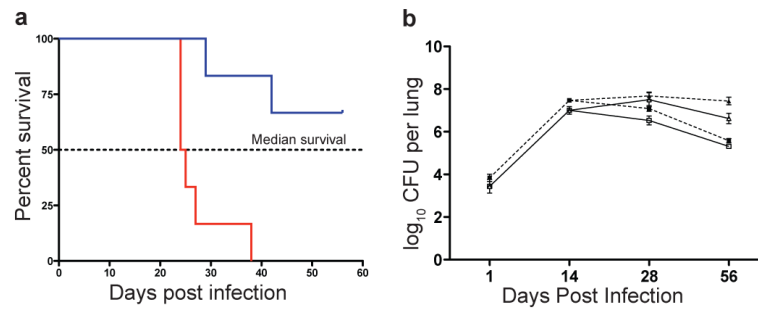 a
Percent survival
100
75
50
25
0
Median survival
0 10 20 30 40 50 60
Days post infection
b
log10 CFU per lung
10
8
6
4
2
0
1 14 28 56
Days Post Infection